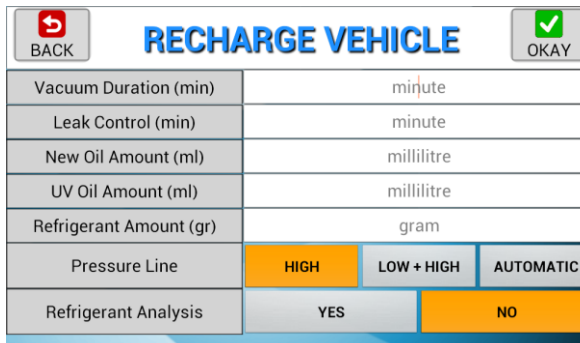 BACK
RECHARGE VEHICLE
OKAY
Vacuum Duration (min) minute
Leak Control (min) minute
New Oil Amount (ml) millilitre
UV Oil Amount (ml) millilitre
Refrigerant Amount (gr) gram
Pressure Line HIGH LOW + HIGH AUTOMATIC
Refrigerant Analysis YES NO